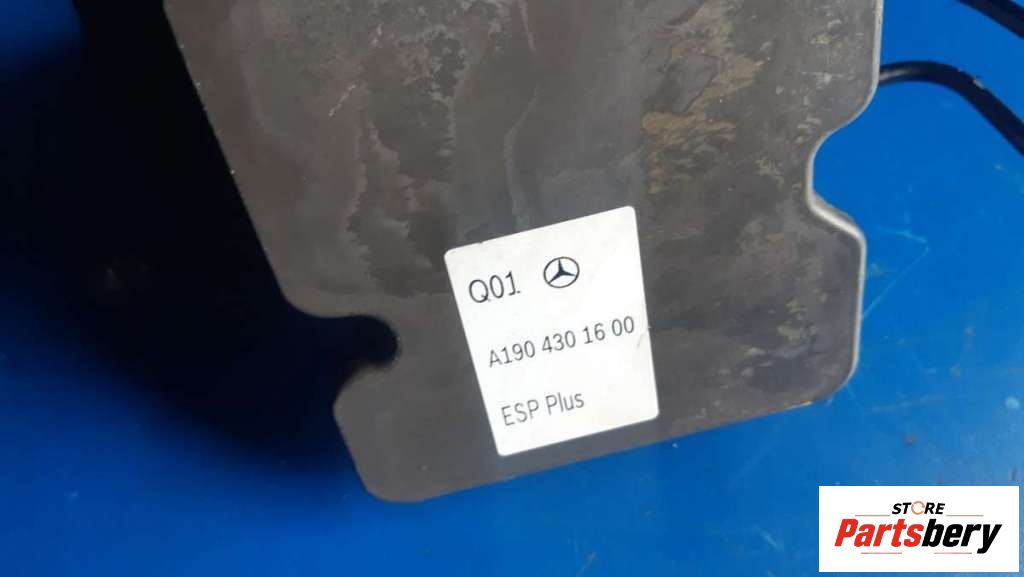 Q01
A190 430 16 00
ESP Plus
STORE
Partsbery